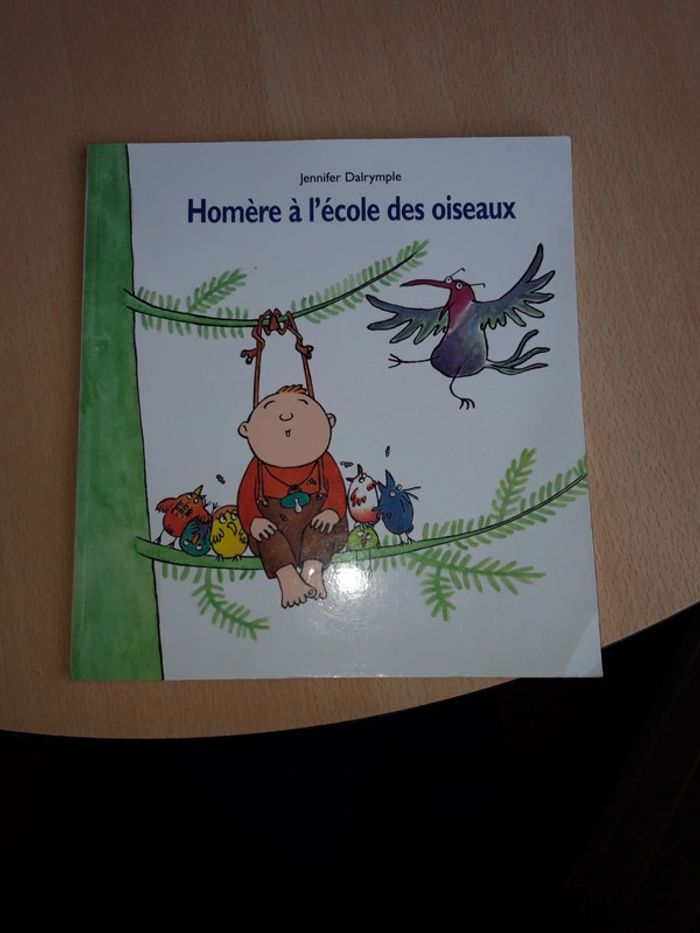 Jennifer Dalrymple
Homère à l'école des oiseaux